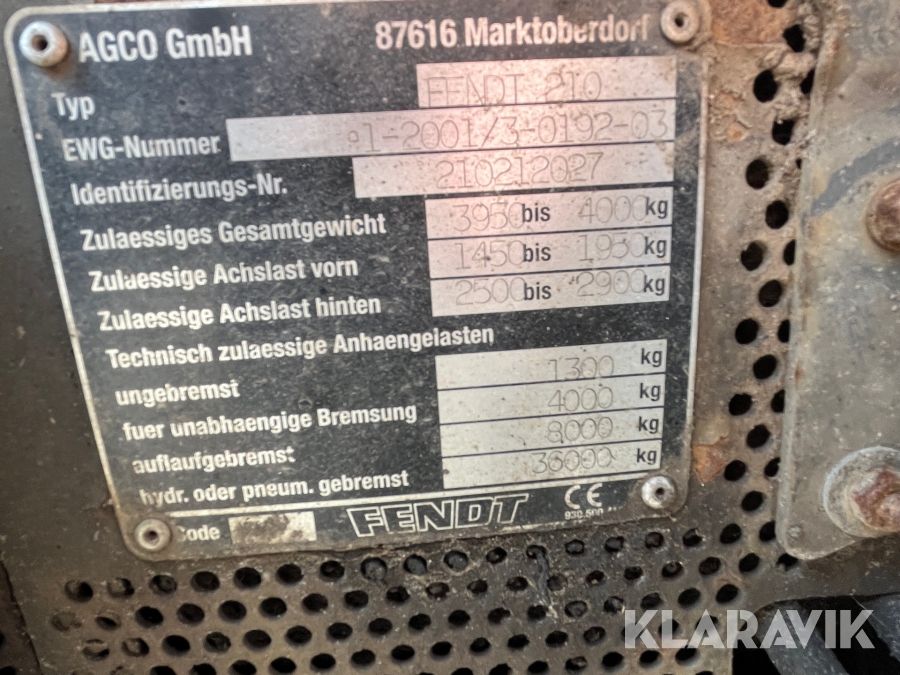 AGCO GmbH 87616 Marktoberdorf
Typ FENDT 210
EWG-Nummer e1-2001/3-0192-03
Identifizierungs-Nr. 210212027
Zulaessiges Gesamtgewicht 3950 bis 4000 kg
Zulaessige Achslast vorn 1450 bis 1930 kg
Zulaessige Achslast hinten 2500 bis 2900 kg
Technisch zulaessige Anhaengelasten
ungebremst 1300 kg
fuer unabhaengige Bremsung 4000 kg
auflaufgebremst 8000 kg
hydr. oder pneum. gebremst 36000 kg
Code FENDT CE
930.500
KLARAVIK